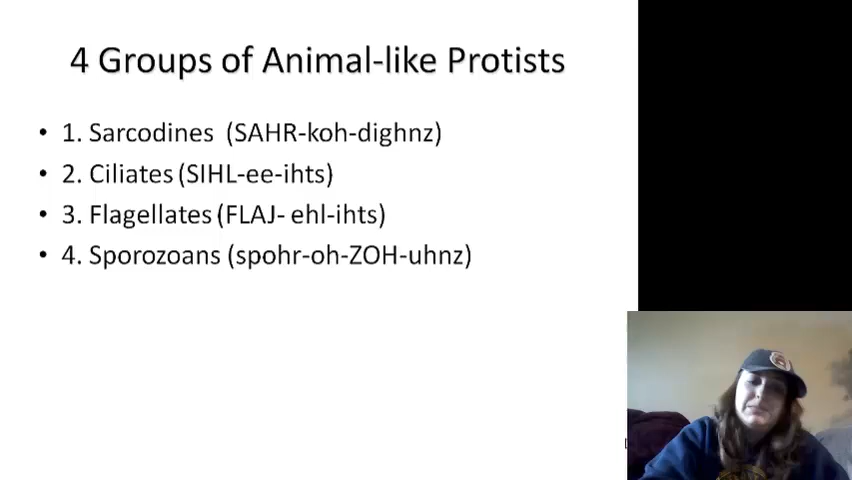 4 Groups of Animal-like Protists
• 1. Sarcodines (SAHR-koh-dighnz)
• 2. Ciliates (SIHL-ee-ihts)
• 3. Flagellates (FLAJ- ehl-ihts)
• 4. Sporozoans (spohr-oh-ZOH-uhnz)